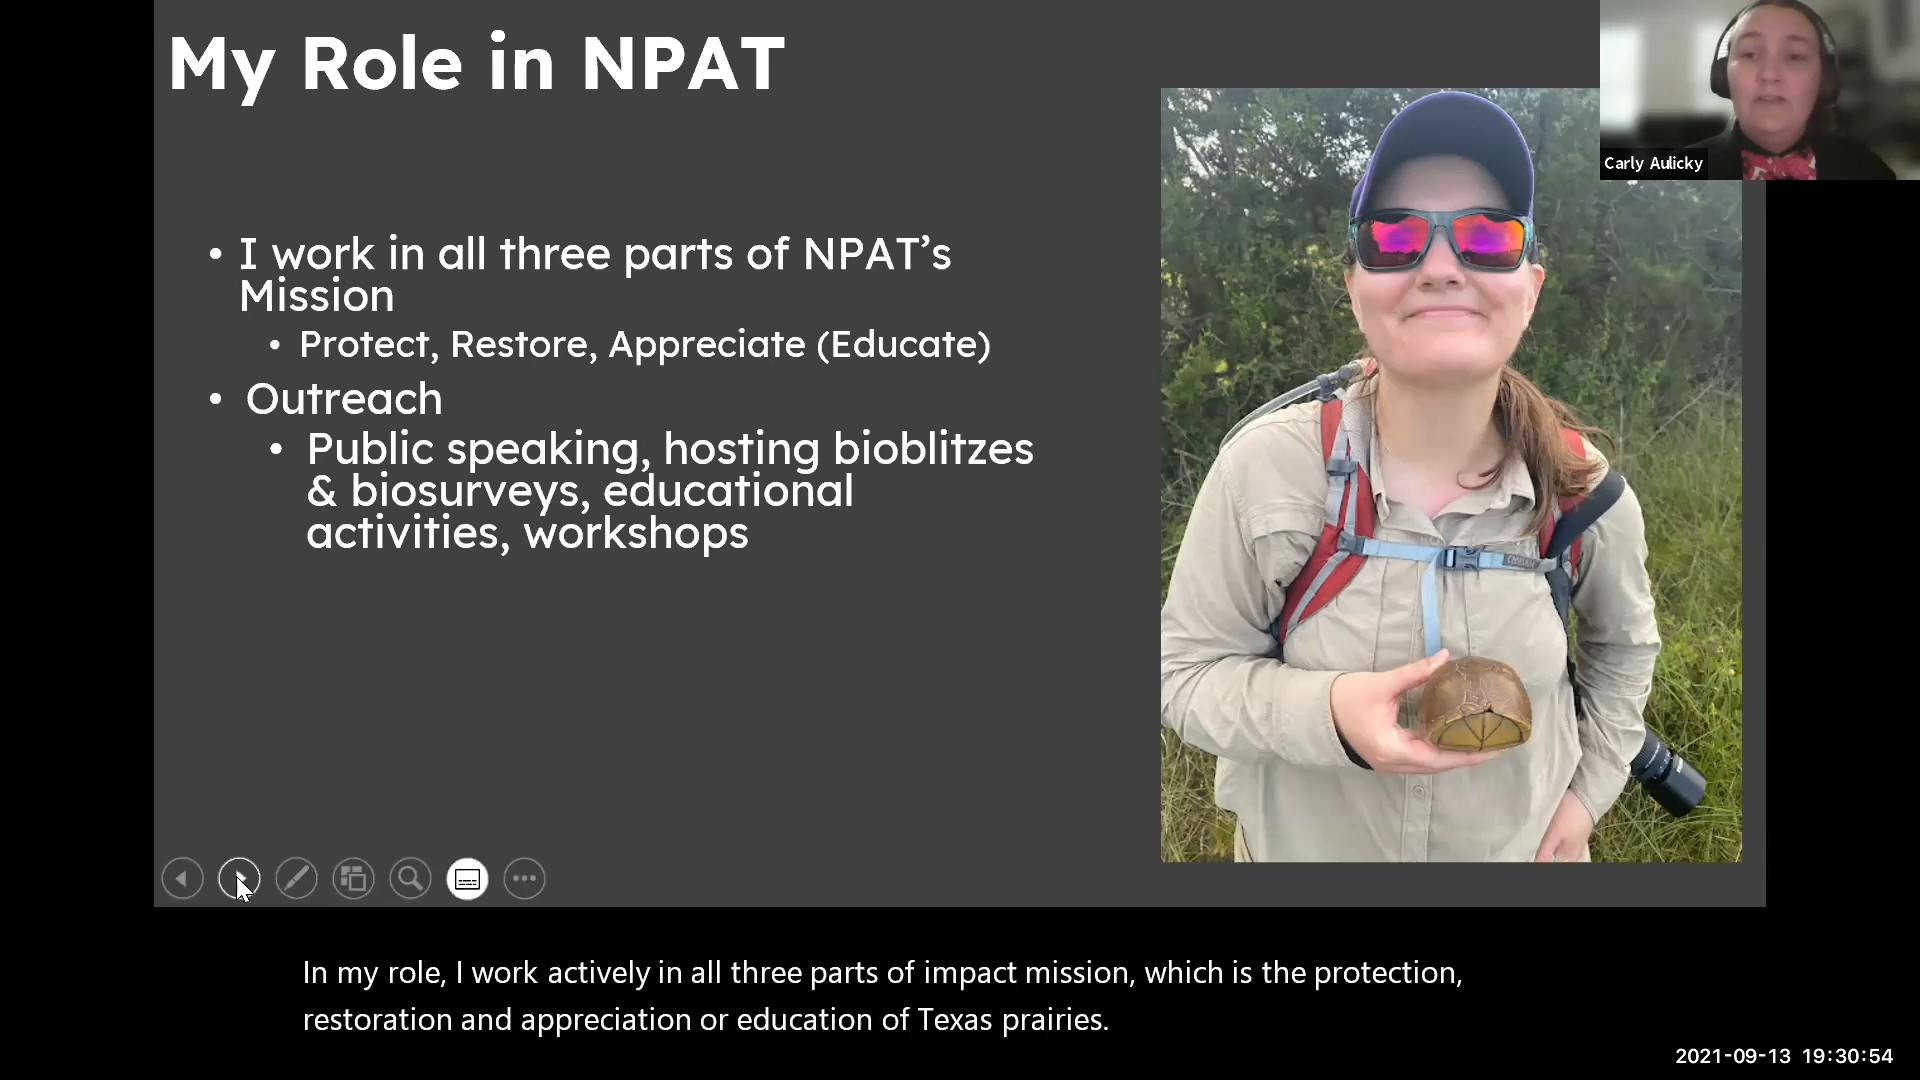 My Role in NPAT
Carly Aulicky
• I work in all three parts of NPAT’s
Mission
• Protect, Restore, Appreciate (Educate)
• Outreach
• Public speaking, hosting bioblitzes
& biosurveys, educational
activities, workshops
In my role, I work actively in all three parts of impact mission, which is the protection,
restoration and appreciation or education of Texas prairies.
2021-09-13 19:30:54